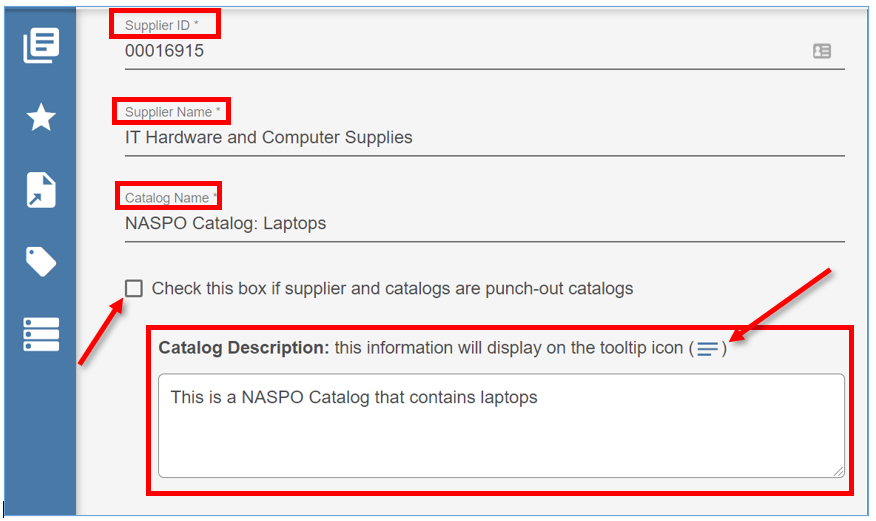 Supplier ID *
00016915
Supplier Name *
IT Hardware and Computer Supplies
Catalog Name *
NASPO Catalog: Laptops
Check this box if supplier and catalogs are punch-out catalogs
Catalog Description: this information will display on the tooltip icon ( )
This is a NASPO Catalog that contains laptops